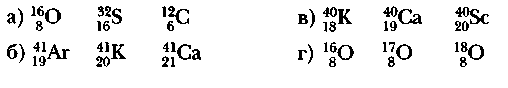 а) ¹⁶₈O ³²₁₆S ¹²₆C в) ⁴⁰₁₈K ⁴⁰₁₉Ca ⁴⁰₂₀Sc
б) ⁴¹₁₉Ar ⁴¹₂₀K ⁴¹₂₁Ca г) ¹⁶₈O ¹⁷₈O ¹⁸₈O